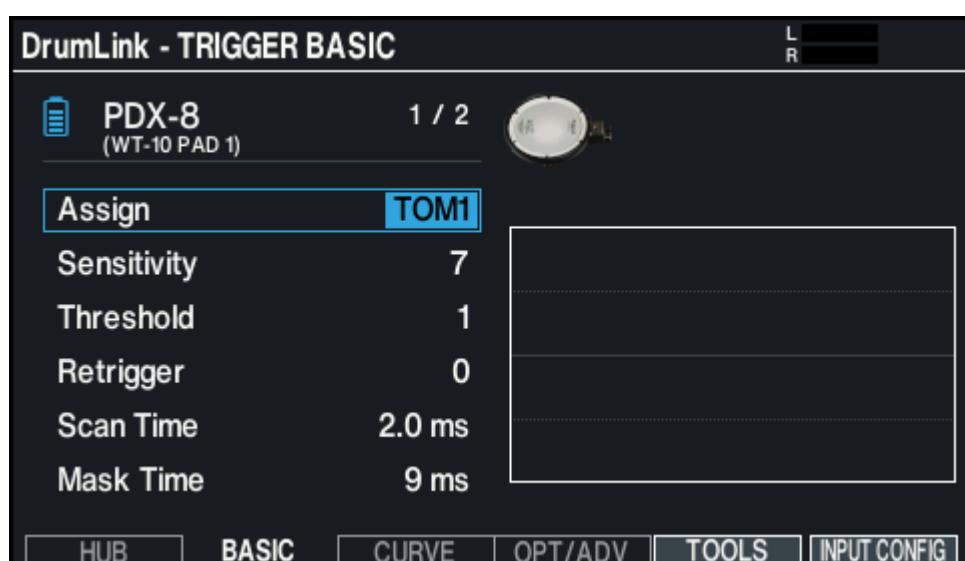 DrumLink - TRIGGER BASIC
L
R
PDX-8 1 / 2
(WT-10 PAD 1)
Assign TOM1
Sensitivity 7
Threshold 1
Retrigger 0
Scan Time 2.0 ms
Mask Time 9 ms
HUB BASIC CURVE OPT/ADV TOOLS INPUT CONFIG